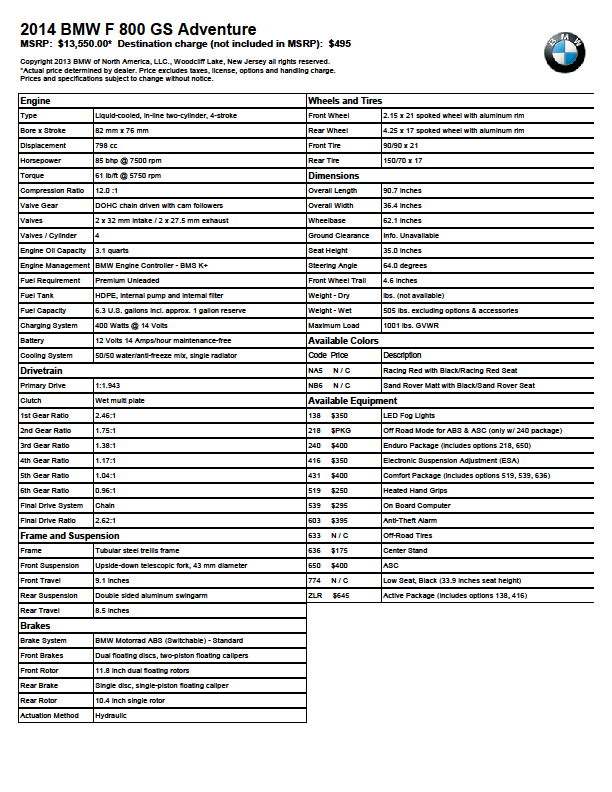 2014 BMW F 800 GS Adventure
MSRP: $13,550.00* Destination charge (not included in MSRP): $495
BMW
Copyright 2013 BMW of North America, LLC., Woodcliff Lake, New Jersey all rights reserved.
*Actual price determined by dealer. Price excludes taxes, license, options and handling charge.
Prices and specifications subject to change without notice.
Engine
Type Liquid-cooled, in-line two-cylinder, 4-stroke
Bore x Stroke 82 mm x 76 mm
Displacement 798 cc
Horsepower 85 bhp @ 7500 rpm
Torque 61 lb/ft @ 5750 rpm
Compression Ratio 12.0 :1
Valve Gear DOHC chain driven with cam followers
Valves 2 x 32 mm intake / 2 x 27.5 mm exhaust
Valves / Cylinder 4
Engine Oil Capacity 3.1 quarts
Engine Management BMW Engine Controller - BMS K+
Fuel Requirement Premium Unleaded
Fuel Tank HDPE, internal pump and internal filter
Fuel Capacity 6.3 U.S. gallons incl. approx. 1 gallon reserve
Charging System 400 Watts @ 14 Volts
Battery 12 Volts 14 Amps/hour maintenance-free
Cooling System 50/50 water/anti-freeze mix, single radiator
Drivetrain
Primary Drive 1:1.943
Clutch Wet multi plate
1st Gear Ratio 2.46:1
2nd Gear Ratio 1.75:1
3rd Gear Ratio 1.38:1
4th Gear Ratio 1.17:1
5th Gear Ratio 1.04:1
6th Gear Ratio 0.96:1
Final Drive System Chain
Final Drive Ratio 2.62:1
Frame and Suspension
Frame Tubular steel trellis frame
Front Suspension Upside-down telescopic fork, 43 mm diameter
Front Travel 9.1 inches
Rear Suspension Double sided aluminum swingarm
Rear Travel 8.5 inches
Brakes
Brake System BMW Motorrad ABS (Switchable) - Standard
Front Brakes Dual floating discs, two-piston floating calipers
Front Rotor 11.8 inch dual floating rotors
Rear Brake Single disc, single-piston floating caliper
Rear Rotor 10.4 inch single rotor
Actuation Method Hydraulic
Wheels and Tires
Front Wheel 2.15 x 21 spoked wheel with aluminum rim
Rear Wheel 4.25 x 17 spoked wheel with aluminum rim
Front Tire 90/90 x 21
Rear Tire 150/70 x 17
Dimensions
Overall Length 90.7 inches
Overall Width 36.4 inches
Wheelbase 62.1 inches
Ground Clearance Info. Unavailable
Seat Height 35.0 inches
Steering Angle 64.0 degrees
Front Wheel Trail 4.6 inches
Weight - Dry lbs. (not available)
Weight - Wet 505 lbs. excluding options & accessories
Maximum Load 1001 lbs. GVWR
Available Colors
Code Price Description
NA5 N / C Racing Red with Black/Racing Red Seat
NB6 N / C Sand Rover Matt with Black/Sand Rover Seat
Available Equipment
138 $350 LED Fog Lights
218 $PKG Off Road Mode for ABS & ASC (only w/ 240 package)
240 $400 Enduro Package (includes options 218, 650)
416 $350 Electronic Suspension Adjustment (ESA)
431 $400 Comfort Package (includes options 519, 539, 636)
519 $250 Heated Hand Grips
539 $295 On Board Computer
603 $395 Anti-Theft Alarm
633 N / C Off-Road Tires
636 $175 Center Stand
650 $400 ASC
774 N / C Low Seat, Black (33.9 inches seat height)
ZLR $645 Active Package (includes options 138, 416)